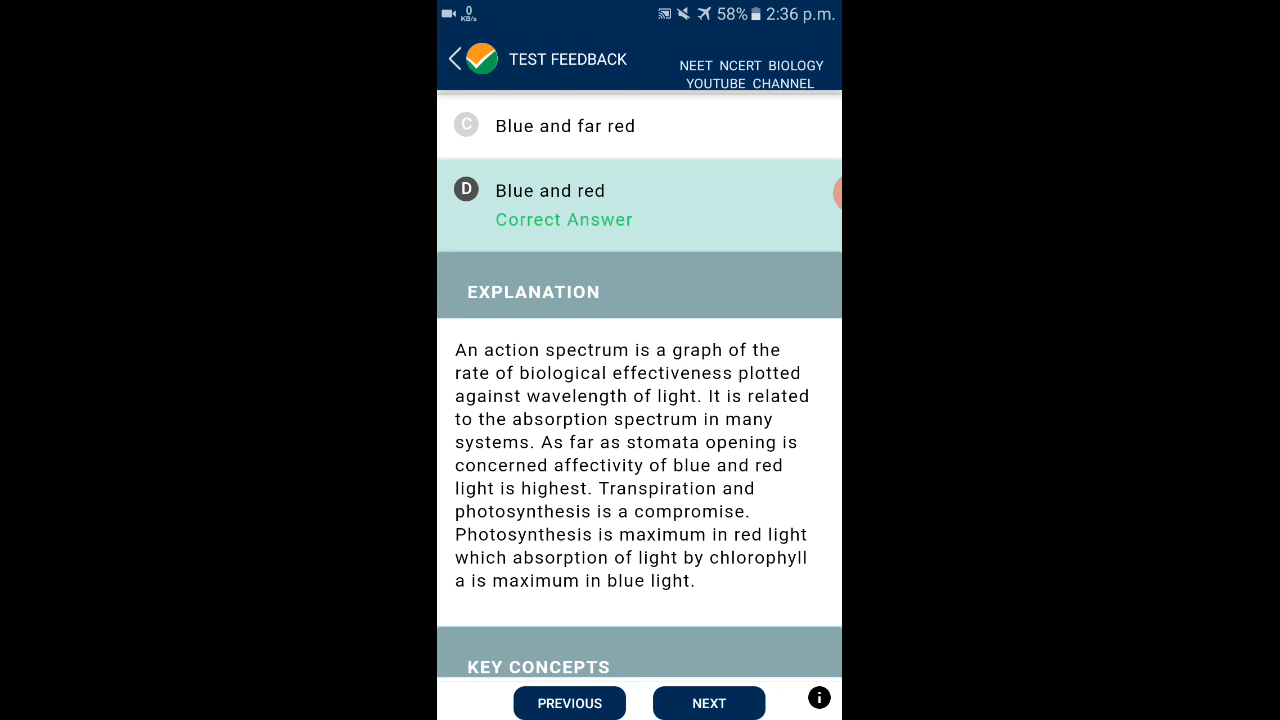 0
KB/s
58%
2:36 p.m.
TEST FEEDBACK
NEET NCERT BIOLOGY
YOUTUBE CHANNEL
C Blue and far red
D Blue and red
Correct Answer
EXPLANATION
An action spectrum is a graph of the
rate of biological effectiveness plotted
against wavelength of light. It is related
to the absorption spectrum in many
systems. As far as stomata opening is
concerned affectivity of blue and red
light is highest. Transpiration and
photosynthesis is a compromise.
Photosynthesis is maximum in red light
which absorption of light by chlorophyll
a is maximum in blue light.
KEY CONCEPTS
PREVIOUS
NEXT
i